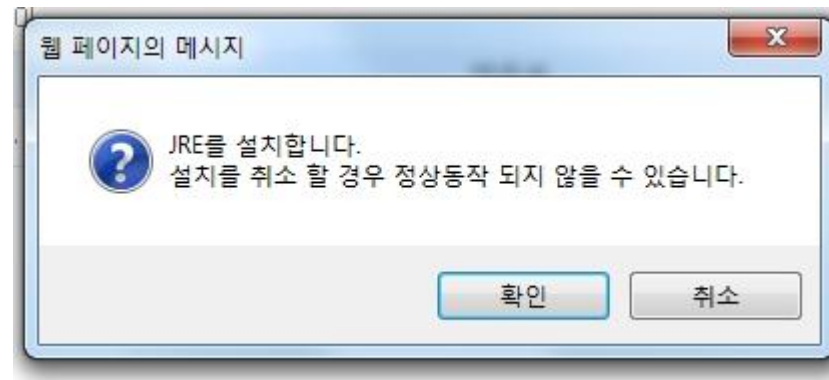 웹 페이지의 메시지
JRE를 설치합니다.
설치를 취소 할 경우 정상동작 되지 않을 수 있습니다.
확인
취소